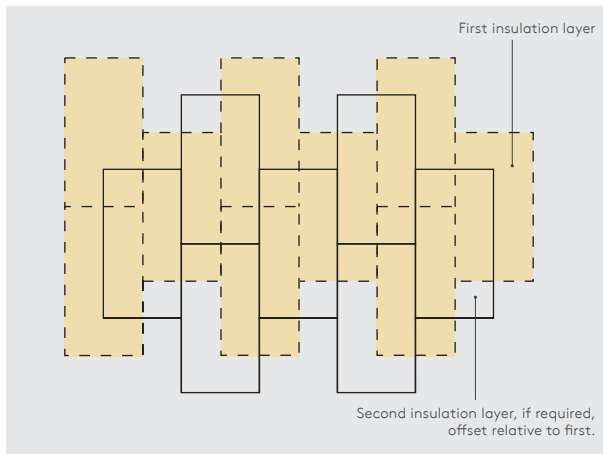 First insulation layer
Second insulation layer, if required,
offset relative to first.